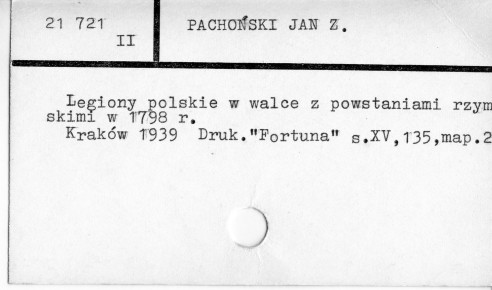 21 721
II
PACHOŃSKI JAN Z.
Legiony polskie w walce z powstaniami rzym
skimi w 1798 r.
Kraków 1939 Druk."Fortuna" s.XV,135,map.2